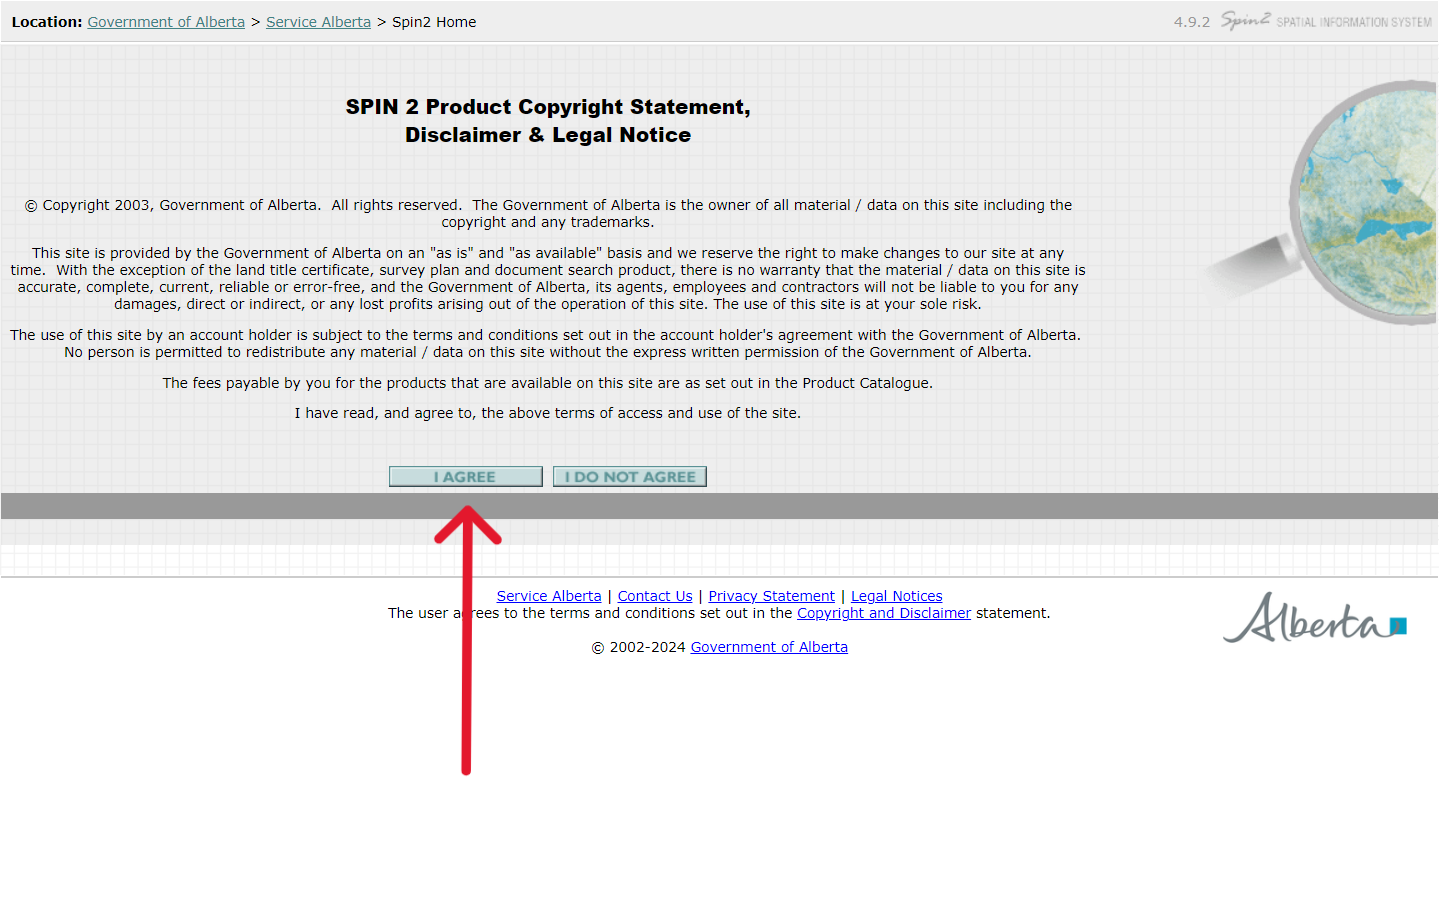 Location: Government of Alberta > Service Alberta > Spin2 Home
4.9.2 Spin2 SPATIAL INFORMATION SYSTEM
SPIN 2 Product Copyright Statement,
Disclaimer & Legal Notice
© Copyright 2003, Government of Alberta.  All rights reserved.  The Government of Alberta is the owner of all material / data on this site including the
copyright and any trademarks.
This site is provided by the Government of Alberta on an "as is" and "as available" basis and we reserve the right to make changes to our site at any
time.  With the exception of the land title certificate, survey plan and document search product, there is no warranty that the material / data on this site is
accurate, complete, current, reliable or error-free, and the Government of Alberta, its agents, employees and contractors will not be liable to you for any
damages, direct or indirect, or any lost profits arising out of the operation of this site. The use of this site is at your sole risk.
The use of this site by an account holder is subject to the terms and conditions set out in the account holder's agreement with the Government of Alberta.
No person is permitted to redistribute any material / data on this site without the express written permission of the Government of Alberta.
The fees payable by you for the products that are available on this site are as set out in the Product Catalogue.
I have read, and agree to, the above terms of access and use of the site.
I AGREE
I DO NOT AGREE
Service Alberta | Contact Us | Privacy Statement | Legal Notices
The user agrees to the terms and conditions set out in the Copyright and Disclaimer statement.
© 2002-2024 Government of Alberta
Alberta